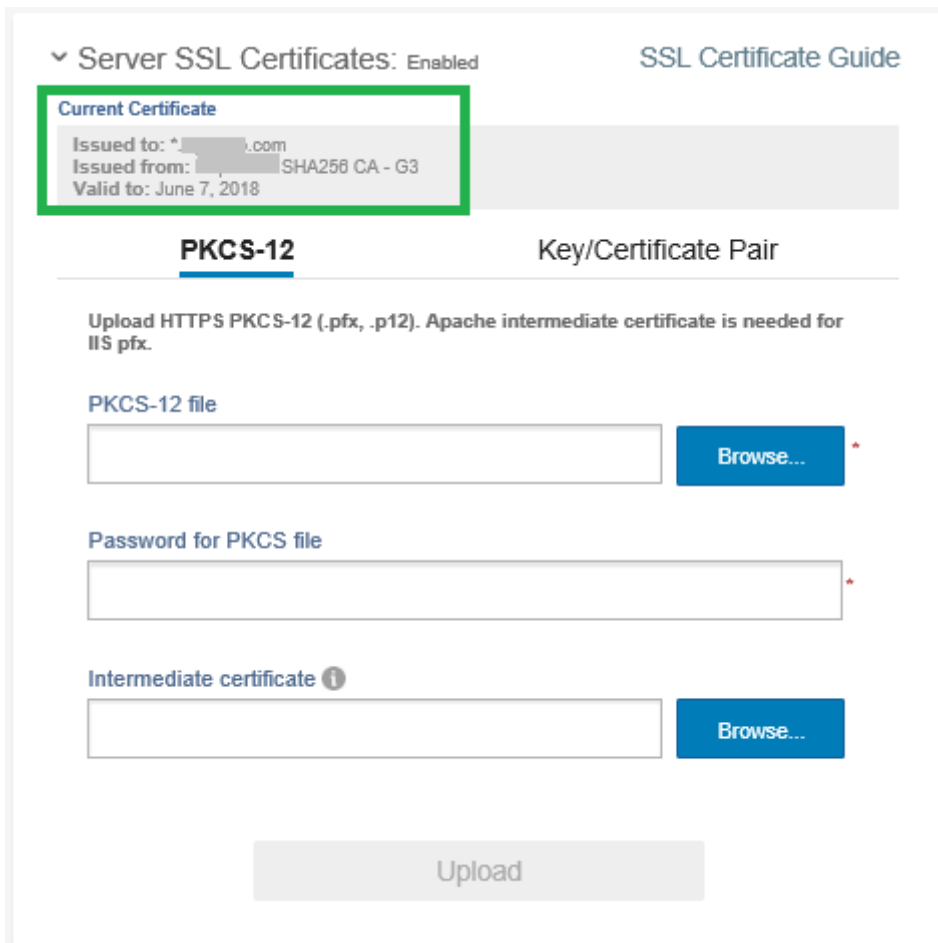 Server SSL Certificates: Enabled
SSL Certificate Guide
Current Certificate
Issued to: *. .com
Issued from: SHA256 CA - G3
Valid to: June 7, 2018
PKCS-12
Key/Certificate Pair
Upload HTTPS PKCS-12 (.pfx, .p12). Apache intermediate certificate is needed for
IIS pfx.
PKCS-12 file
Browse... *
Password for PKCS file
*
Intermediate certificate
Browse...
Upload